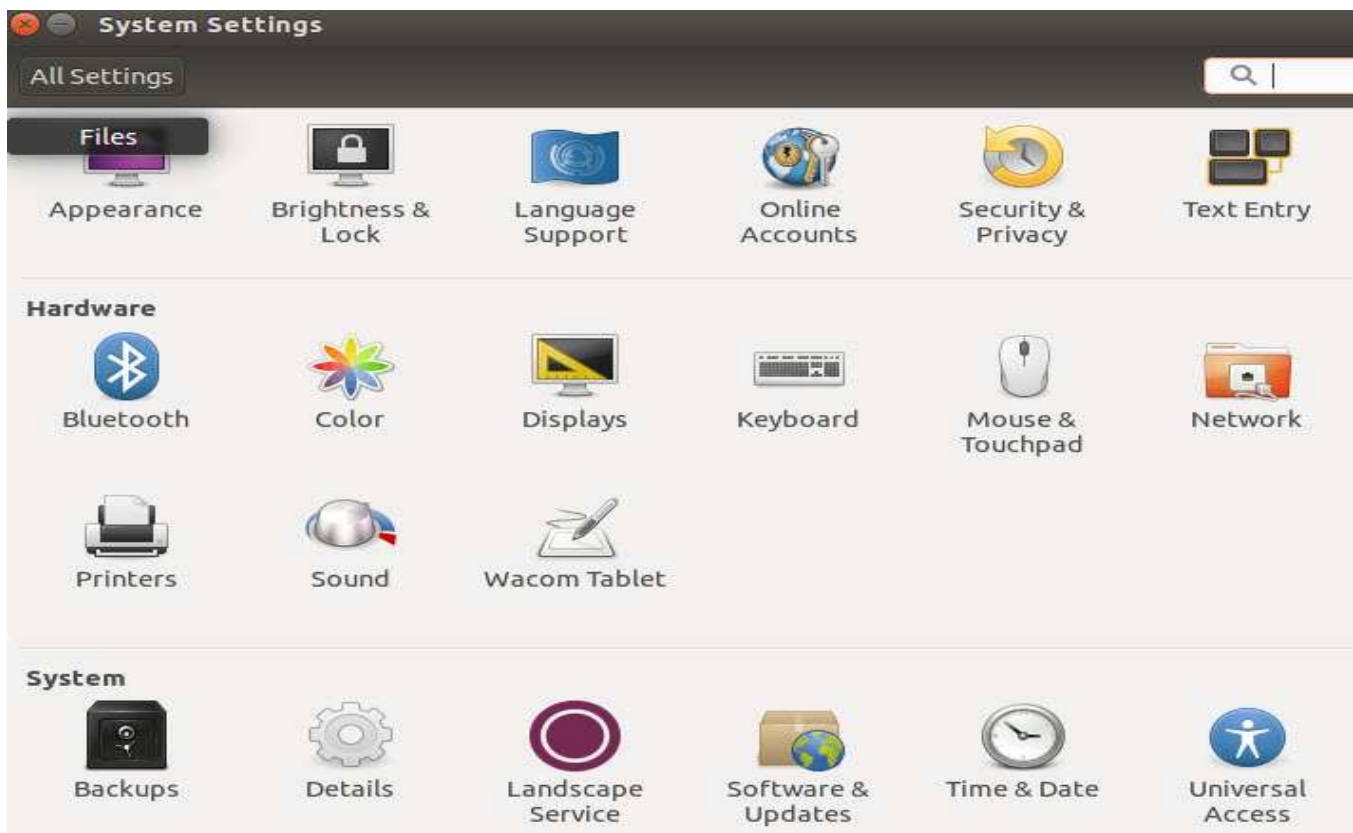 System Settings
All Settings
Files
Appearance
Brightness &
Lock
Language
Support
Online
Accounts
Security &
Privacy
Text Entry
Hardware
Bluetooth
Color
Displays
Keyboard
Mouse &
Touchpad
Network
Printers
Sound
Wacom Tablet
System
Backups
Details
Landscape
Service
Software &
Updates
Time & Date
Universal
Access